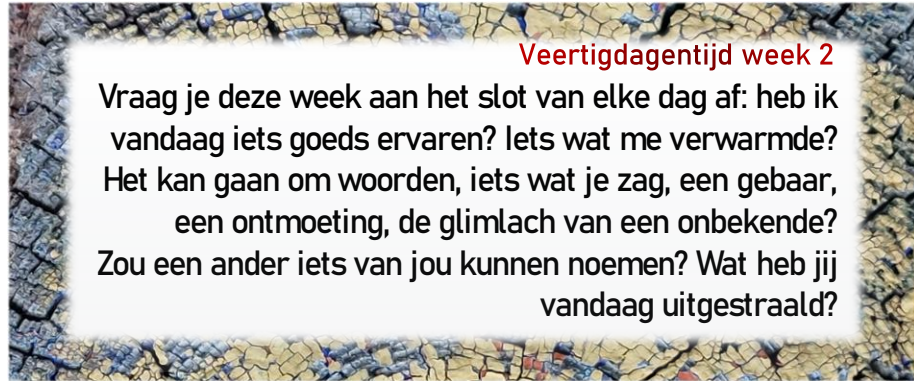 Veertigdagentijd week 2
Vraag je deze week aan het slot van elke dag af: heb ik
vandaag iets goeds ervaren? Iets wat me verwarmde?
Het kan gaan om woorden, iets wat je zag, een gebaar,
een ontmoeting, de glimlach van een onbekende?
Zou een ander iets van jou kunnen noemen? Wat heb jij
vandaag uitgestraald?